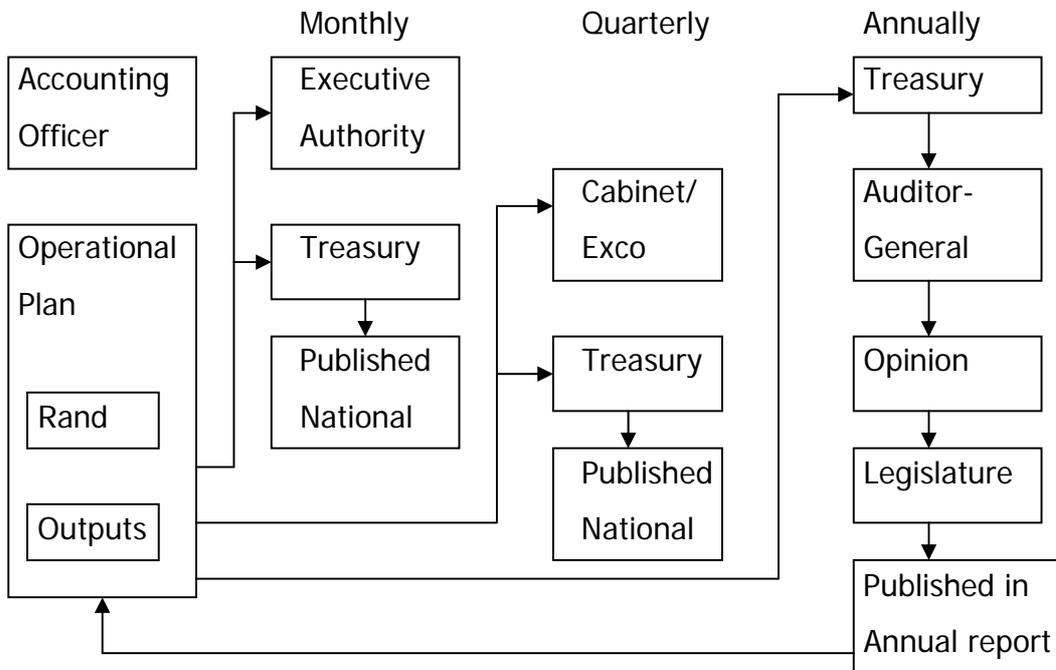 Monthly
Quarterly
Annually
Accounting
Officer
Operational
Plan
Rand
Outputs
Executive
Authority
Treasury
Published
National
Cabinet/
Exco
Treasury
Published
National
Treasury
Auditor-
General
Opinion
Legislature
Published in
Annual report